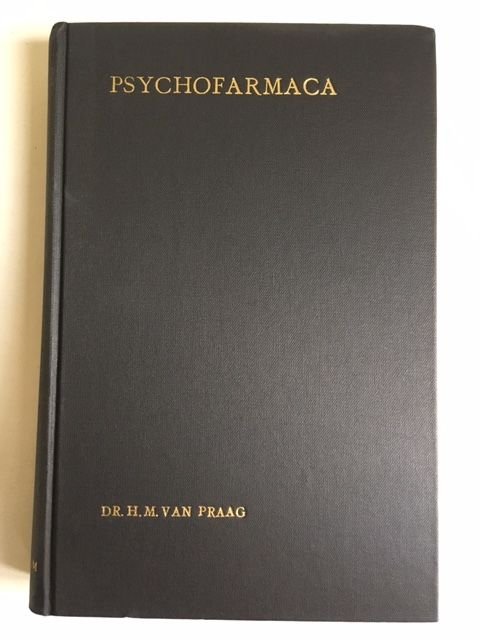 PSYCHOFARMACA
DR. H. M. VAN PRAAG
M